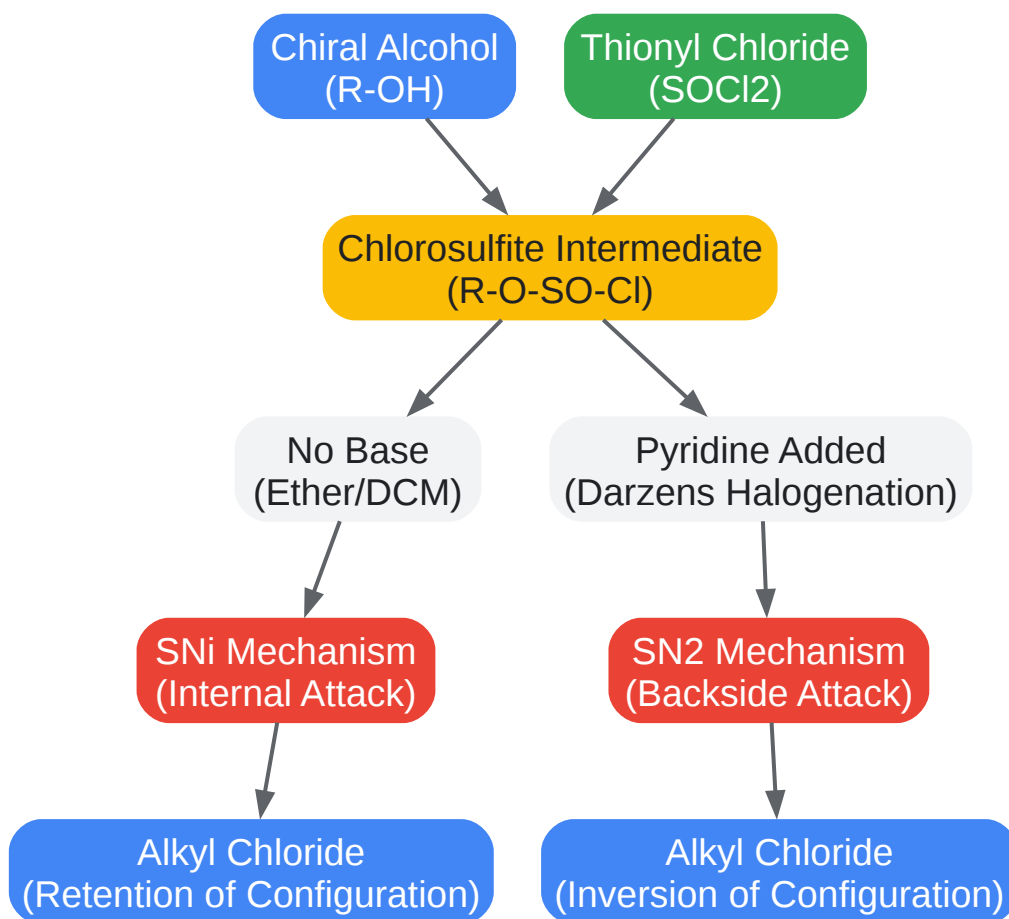 Chiral Alcohol
(R-OH)
Thionyl Chloride
(SOCl2)
Chlorosulfite Intermediate
(R-O-SO-Cl)
No Base
(Ether/DCM)
Pyridine Added
(Darzens Halogenation)
SNi Mechanism
(Internal Attack)
SN2 Mechanism
(Backside Attack)
Alkyl Chloride
(Retention of Configuration)
Alkyl Chloride
(Inversion of Configuration)